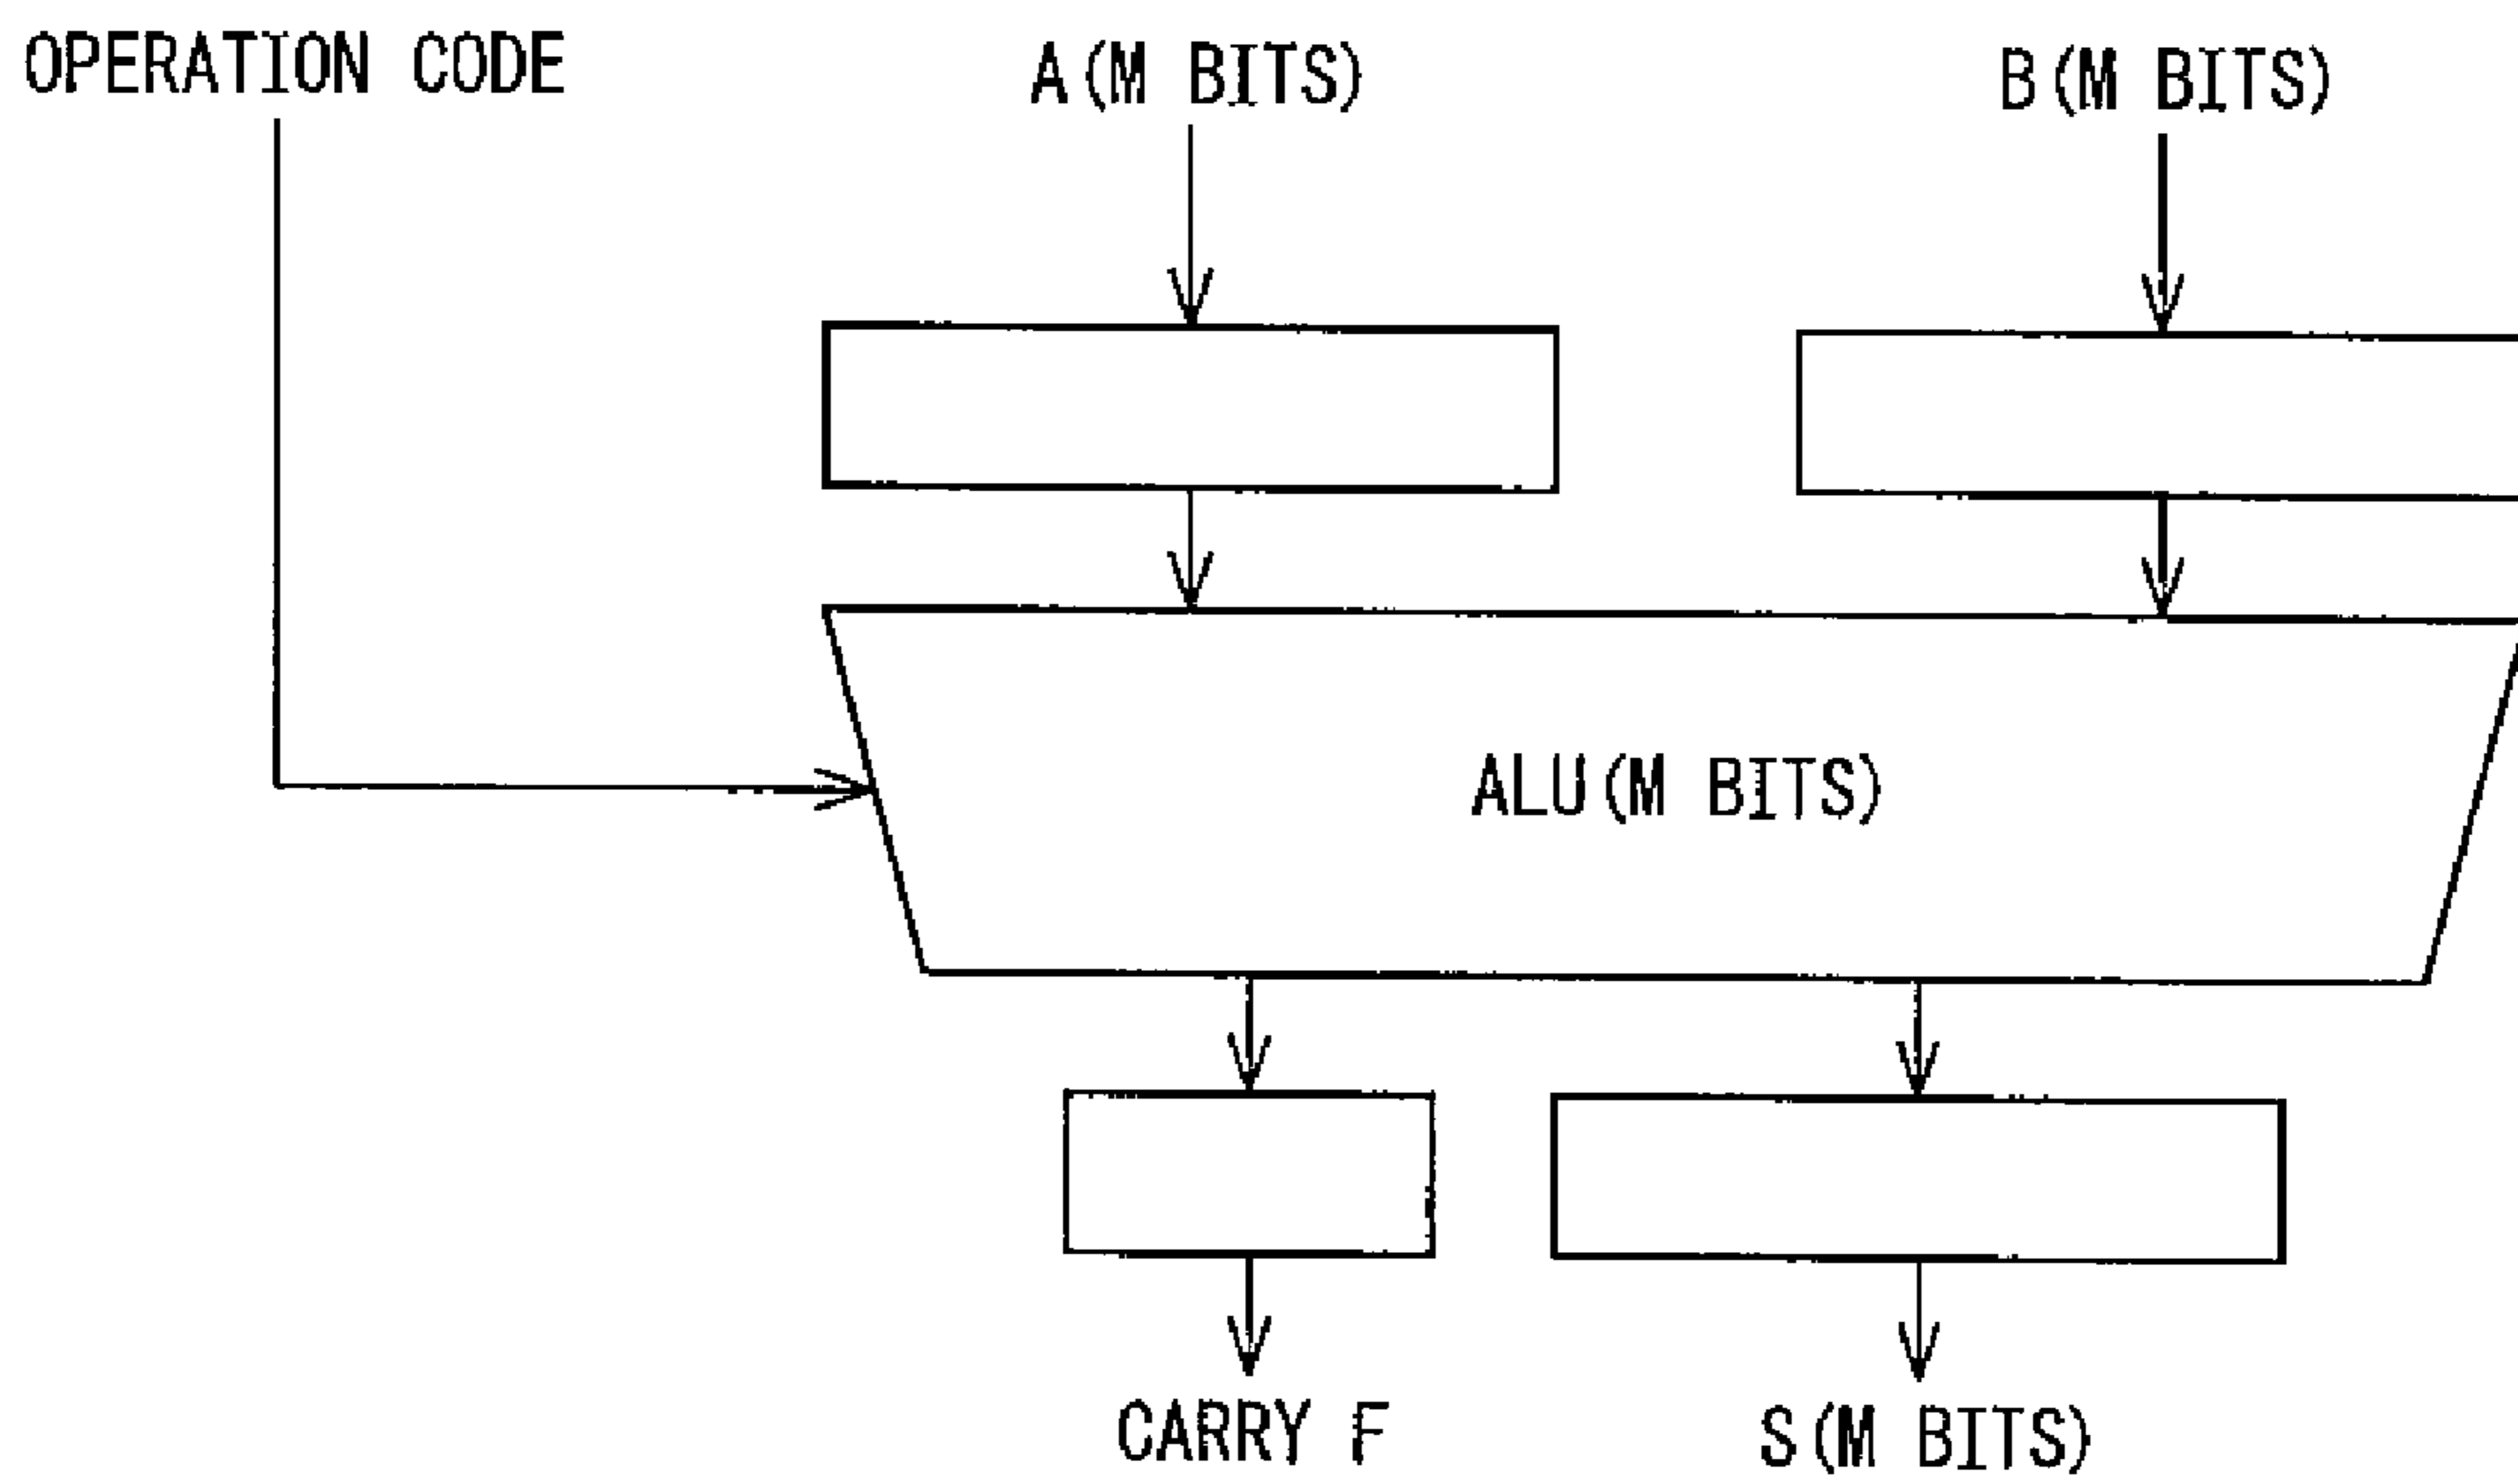 OPERATION CODE
A(M BITS)
B(M BITS)
ALU(M BITS)
CARRY F
S(M BITS)